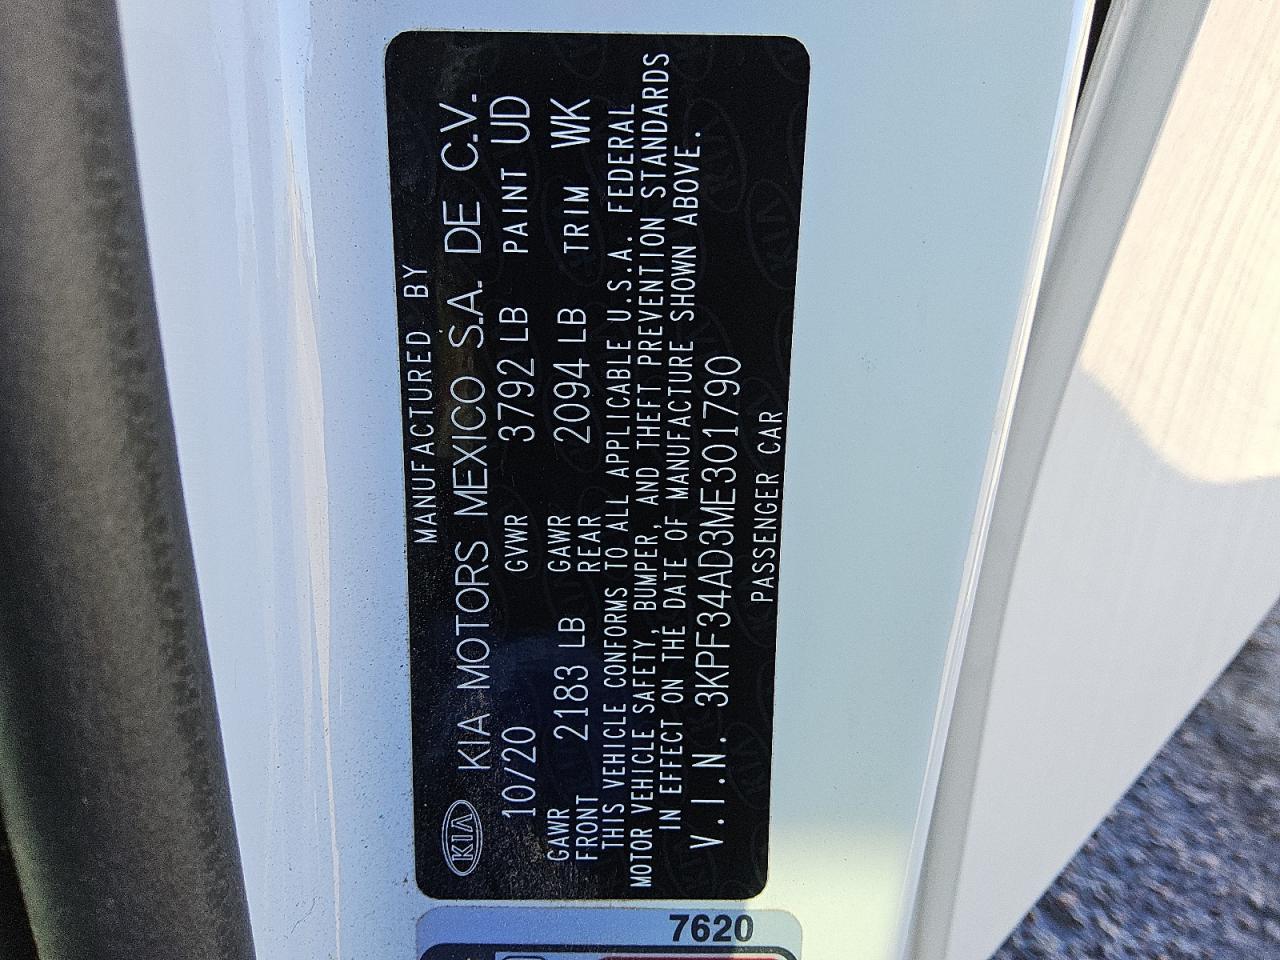 MANUFACTURED BY
KIA KIA MOTORS MEXICO S.A. DE C.V.
10/20 GVWR 3792 LB PAINT UD
GAWR FRONT 2183 LB GAWR REAR 2094 LB TRIM WK
THIS VEHICLE CONFORMS TO ALL APPLICABLE U.S.A. FEDERAL
MOTOR VEHICLE SAFETY, BUMPER, AND THEFT PREVENTION STANDARDS
IN EFFECT ON THE DATE OF MANUFACTURE SHOWN ABOVE.
V.I.N. 3KPF34AD3ME301790
PASSENGER CAR
7620